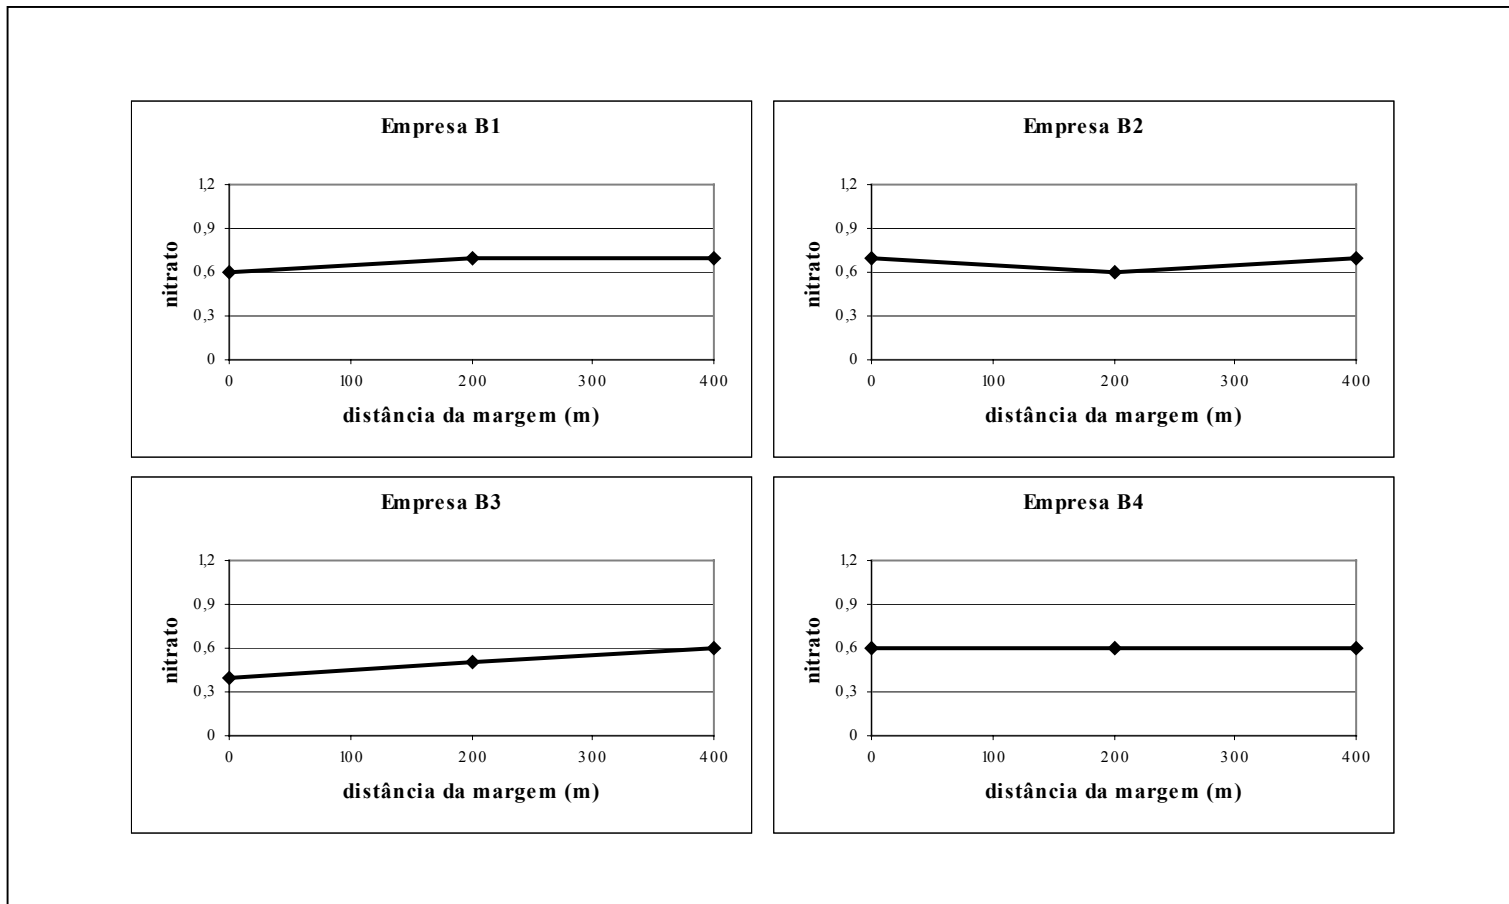 Empresa B1
1,2
0,9
0,6
0,3
0
nitrato
0 100 200 300 400
distância da margem (m)
Empresa B2
1,2
0,9
0,6
0,3
0
nitrato
0 100 200 300 400
distância da margem (m)
Empresa B3
1,2
0,9
0,6
0,3
0
nitrato
0 100 200 300 400
distância da margem (m)
Empresa B4
1,2
0,9
0,6
0,3
0
nitrato
0 100 200 300 400
distância da margem (m)